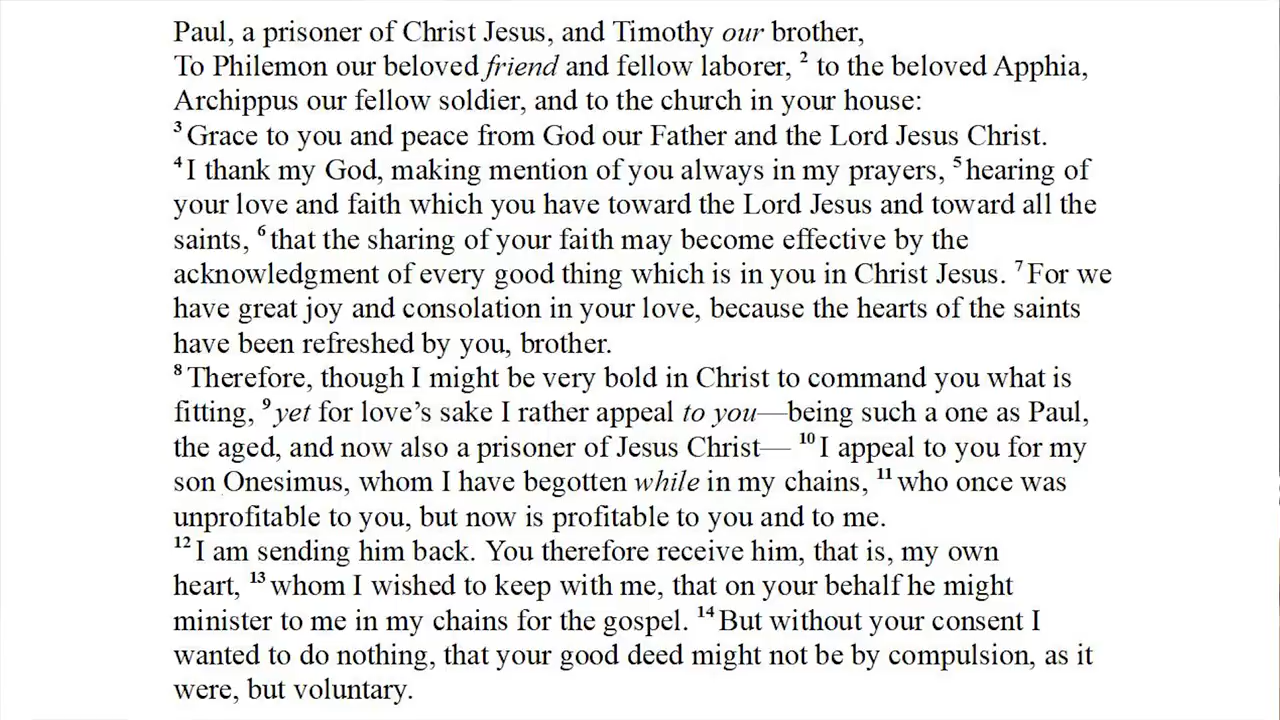 Paul, a prisoner of Christ Jesus, and Timothy our brother,
To Philemon our beloved friend and fellow laborer, 2 to the beloved Apphia,
Archippus our fellow soldier, and to the church in your house:
3 Grace to you and peace from God our Father and the Lord Jesus Christ.
4 I thank my God, making mention of you always in my prayers, 5 hearing of
your love and faith which you have toward the Lord Jesus and toward all the
saints, 6 that the sharing of your faith may become effective by the
acknowledgment of every good thing which is in you in Christ Jesus. 7 For we
have great joy and consolation in your love, because the hearts of the saints
have been refreshed by you, brother.
8 Therefore, though I might be very bold in Christ to command you what is
fitting, 9 yet for love’s sake I rather appeal to you—being such a one as Paul,
the aged, and now also a prisoner of Jesus Christ— 10 I appeal to you for my
son Onesimus, whom I have begotten while in my chains, 11 who once was
unprofitable to you, but now is profitable to you and to me.
12 I am sending him back. You therefore receive him, that is, my own
heart, 13 whom I wished to keep with me, that on your behalf he might
minister to me in my chains for the gospel. 14 But without your consent I
wanted to do nothing, that your good deed might not be by compulsion, as it
were, but voluntary.